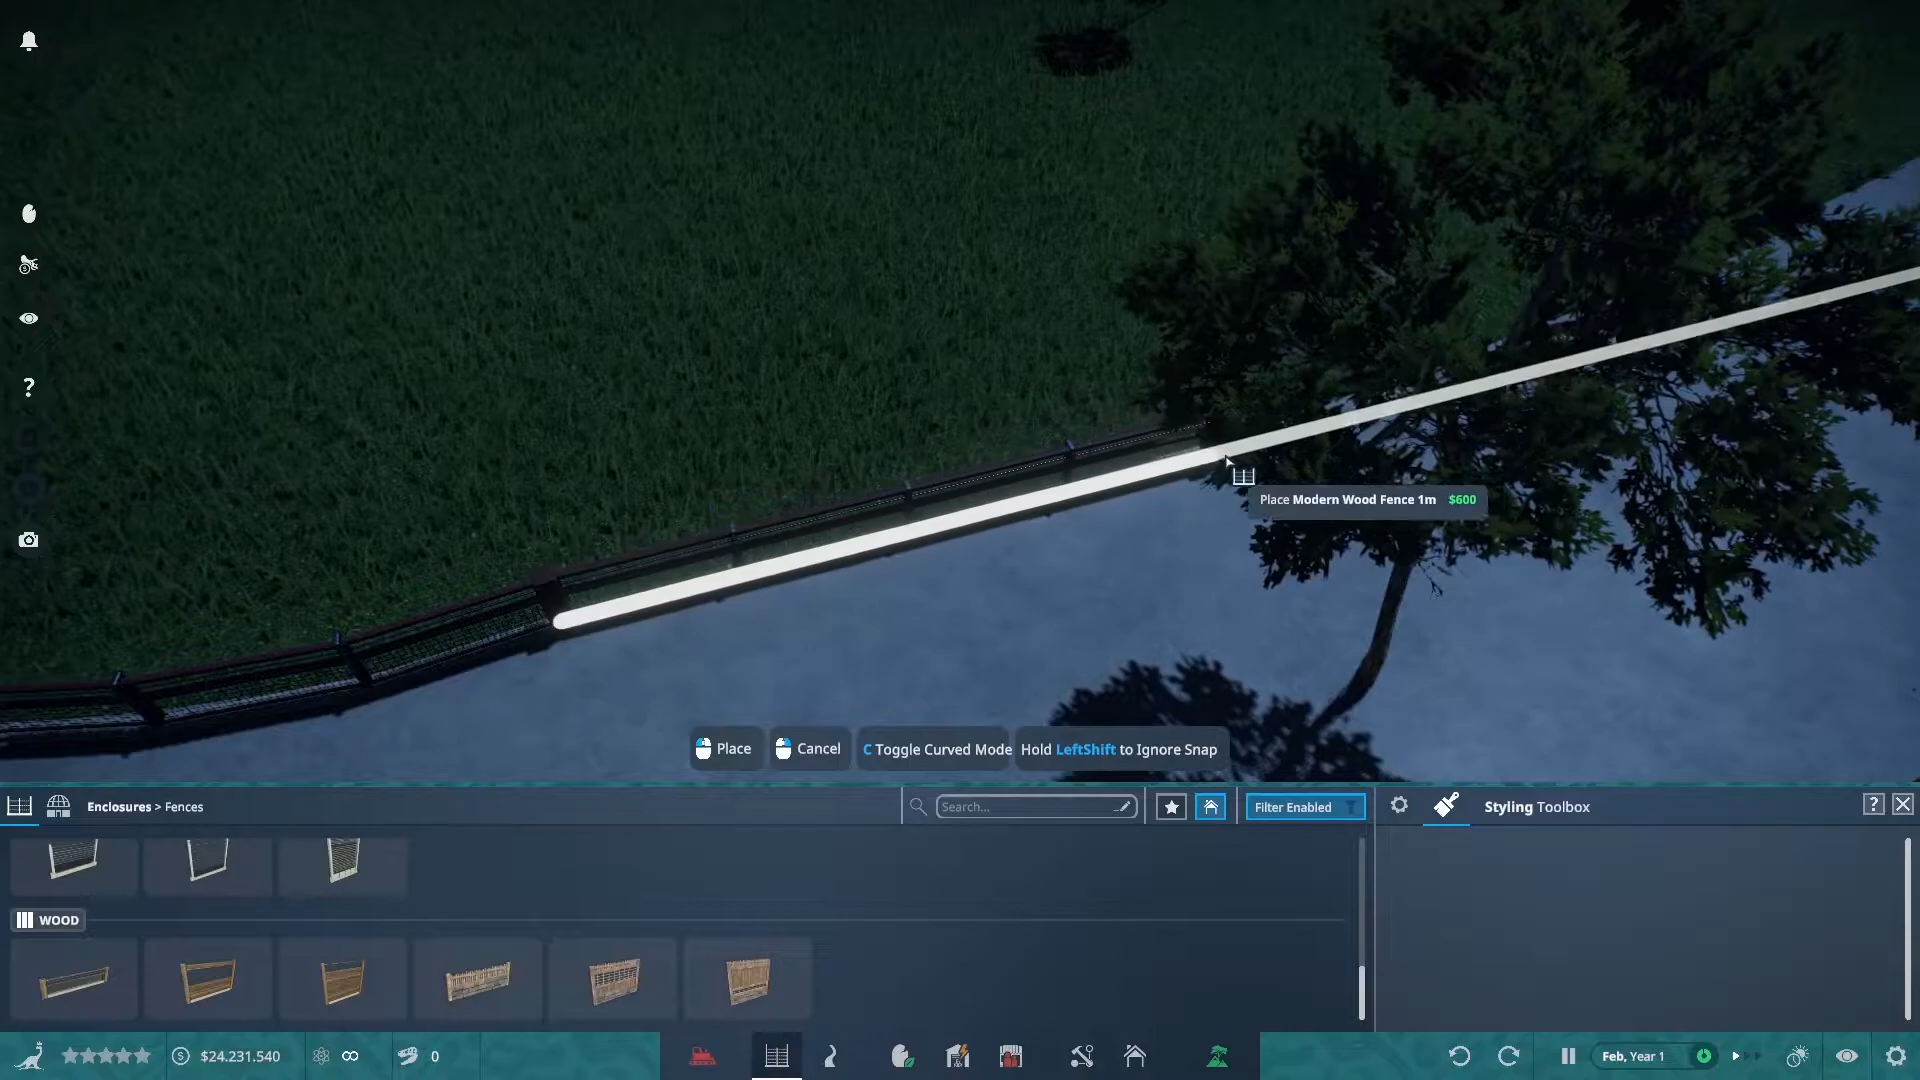 Place Modern Wood Fence 1m $600
Place
Cancel
C Toggle Curved Mode
Hold LeftShift to Ignore Snap
Enclosures > Fences
Search...
Filter Enabled
Styling Toolbox
?
?
WOOD
$24.231.540
∞
0
Feb, Year 1